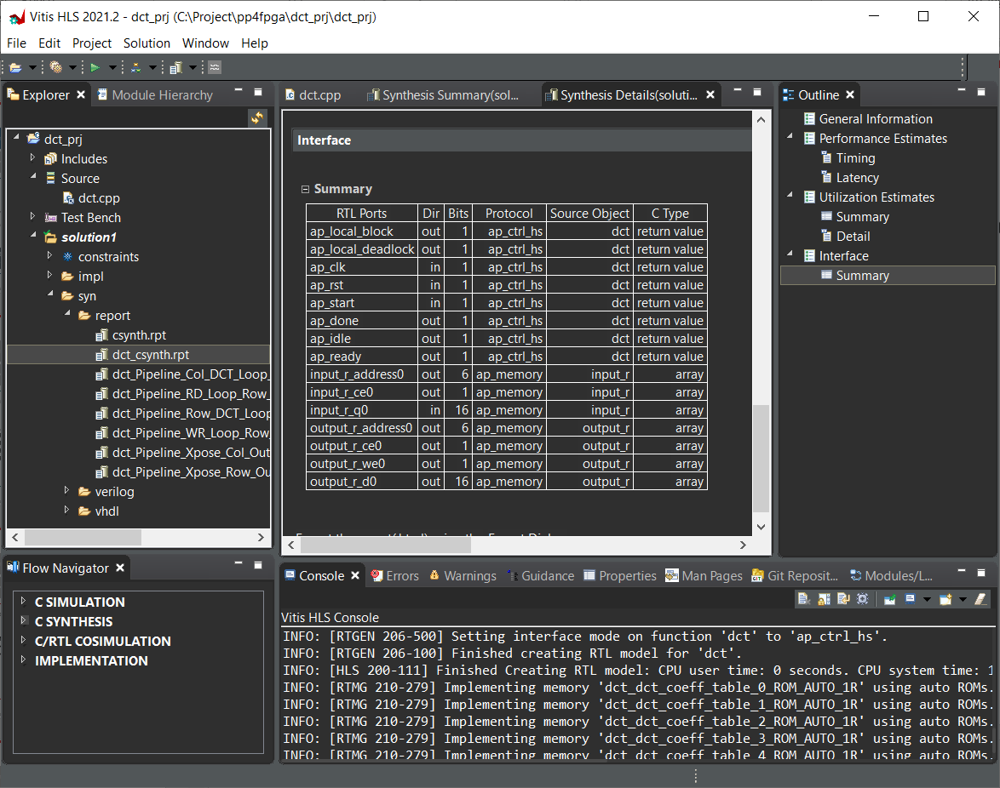 Vitis HLS 2021.2 - dct_prj (C:\Project\pp4fpga\dct_prj\dct_prj)
File Edit Project Solution Window Help
Explorer
Module Hierarchy
dct_prj
Includes
Source
dct.cpp
Test Bench
solution1
constraints
impl
syn
report
csynth.rpt
dct_csynth.rpt
dct_Pipeline_Col_DCT_Loop_
dct_Pipeline_RD_Loop_Row_
dct_Pipeline_Row_DCT_Loop
dct_Pipeline_WR_Loop_Row_
dct_Pipeline_Xpose_Col_Out
dct_Pipeline_Xpose_Row_Ou
verilog
vhdl
dct.cpp
Synthesis Summary(sol...
Synthesis Details(soluti...
Interface
Summary
RTL Ports Dir Bits Protocol Source Object C Type
ap_local_block out 1 ap_ctrl_hs dct return value
ap_local_deadlock out 1 ap_ctrl_hs dct return value
ap_clk in 1 ap_ctrl_hs dct return value
ap_rst in 1 ap_ctrl_hs dct return value
ap_start in 1 ap_ctrl_hs dct return value
ap_done out 1 ap_ctrl_hs dct return value
ap_idle out 1 ap_ctrl_hs dct return value
ap_ready out 1 ap_ctrl_hs dct return value
input_r_address0 out 6 ap_memory input_r array
input_r_ce0 out 1 ap_memory input_r array
input_r_q0 in 16 ap_memory input_r array
output_r_address0 out 6 ap_memory output_r array
output_r_ce0 out 1 ap_memory output_r array
output_r_we0 out 1 ap_memory output_r array
output_r_d0 out 16 ap_memory output_r array
Outline
General Information
Performance Estimates
Timing
Latency
Utilization Estimates
Summary
Detail
Interface
Summary
Flow Navigator
C SIMULATION
C SYNTHESIS
C/RTL COSIMULATION
IMPLEMENTATION
Console Errors Warnings Guidance Properties Man Pages Git Reposit... Modules/L...
Vitis HLS Console
INFO: [RTGEN 206-500] Setting interface mode on function 'dct' to 'ap_ctrl_hs'.
INFO: [RTGEN 206-100] Finished creating RTL model for 'dct'.
INFO: [HLS 200-111] Finished Creating RTL model: CPU user time: 0 seconds. CPU system time: 1
INFO: [RTMG 210-279] Implementing memory 'dct_dct_coeff_table_0_ROM_AUTO_1R' using auto ROMs.
INFO: [RTMG 210-279] Implementing memory 'dct_dct_coeff_table_1_ROM_AUTO_1R' using auto ROMs.
INFO: [RTMG 210-279] Implementing memory 'dct_dct_coeff_table_2_ROM_AUTO_1R' using auto ROMs.
INFO: [RTMG 210-279] Implementing memory 'dct_dct_coeff_table_3_ROM_AUTO_1R' using auto ROMs.
INFO: [RTMG 210-279] Implementing memory 'dct_dct_coeff_table_4_ROM_AUTO_1R' using auto ROMs.